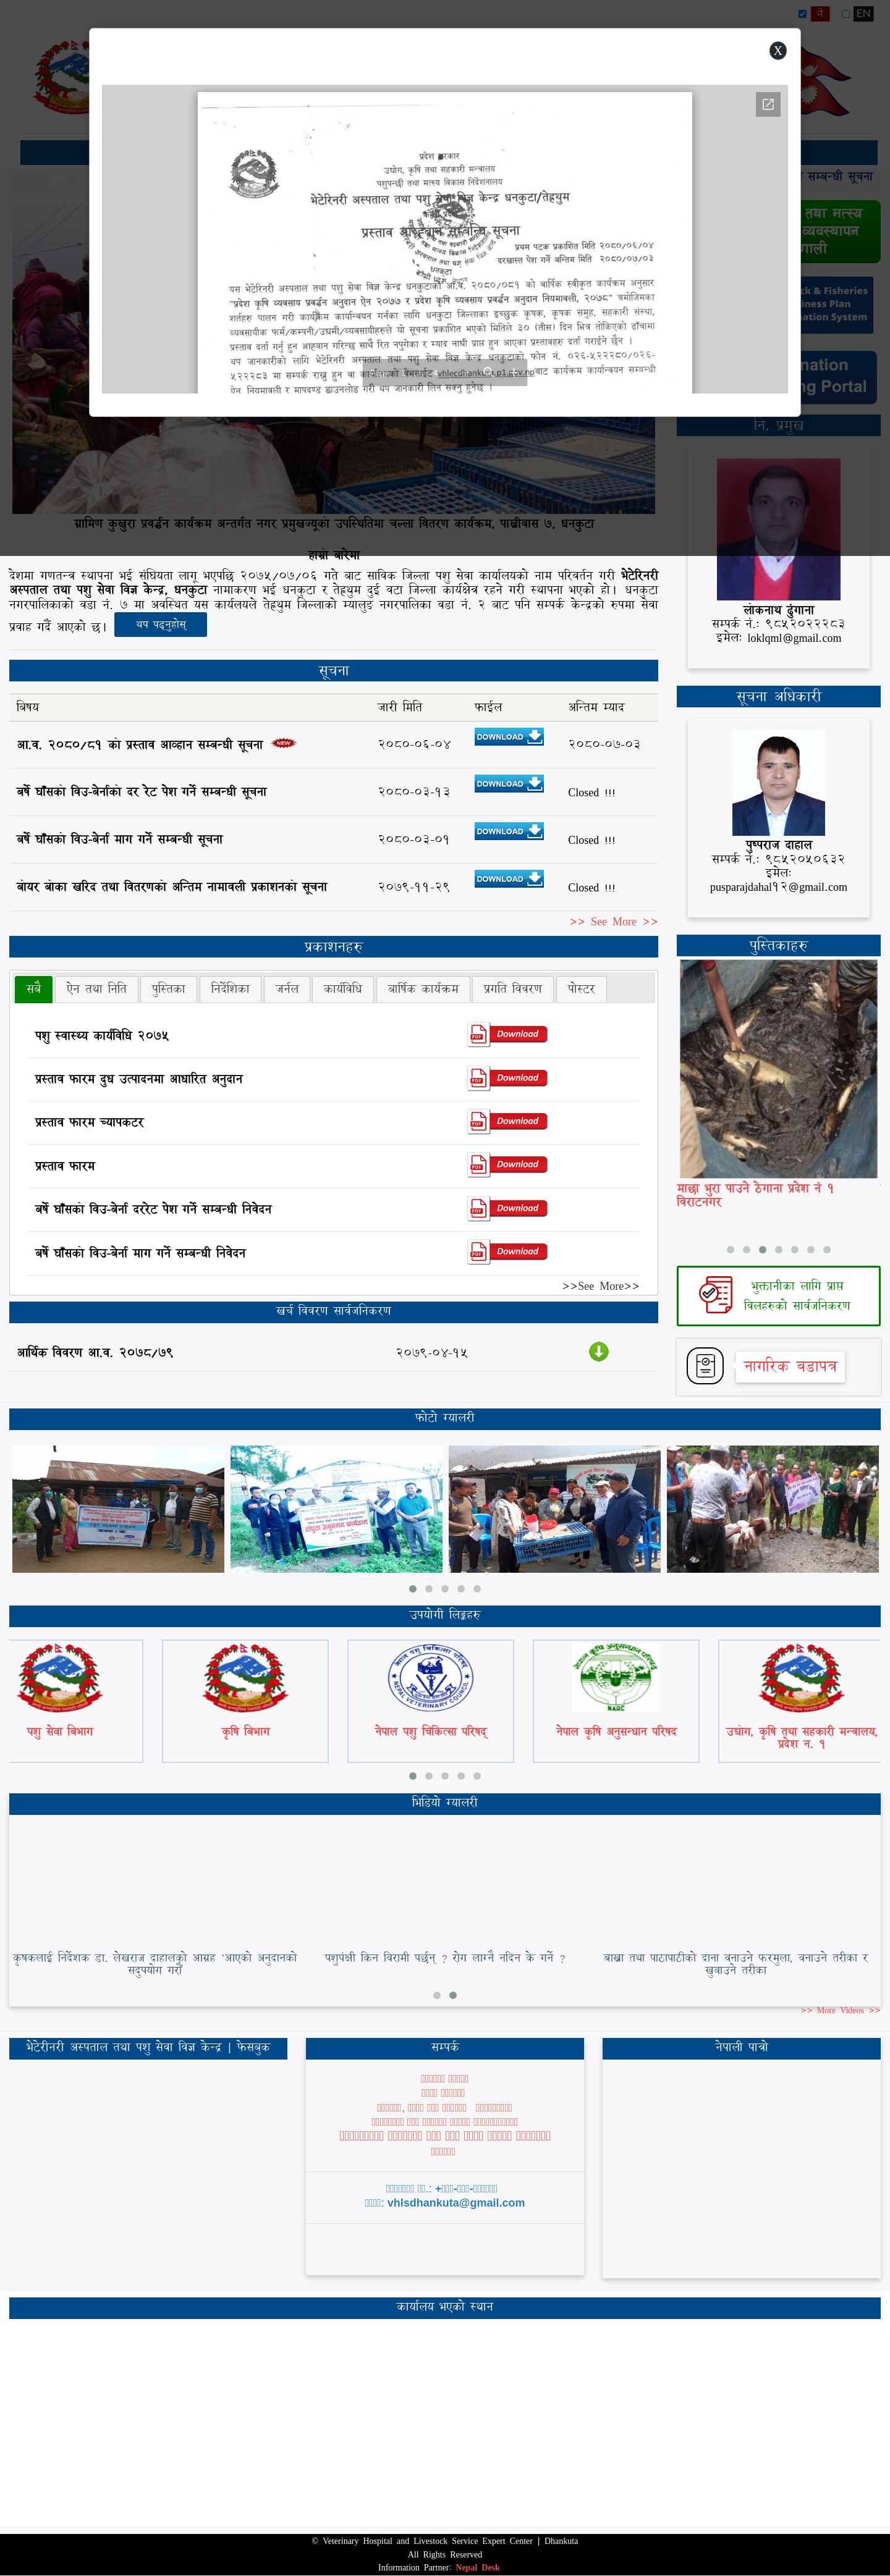 ने EN
X
प्रदेश सरकार
उद्योग, कृषि तथा सहकारी मन्त्रालय
पशुपन्छी तथा मत्स्य विकास निर्देशनालय
भेटेरिनरी अस्पताल तथा पशु सेवा विज्ञ केन्द्र धनकुटा/तेह्रथुम
प्रस्ताव आह्वान सम्बन्धि सूचना
प्रथम पटक प्रकाशित मिति २०८०/०६/०४
दरखास्त पेश गर्ने अन्तिम मिति २०८०/०७/०३
यस भेटेरिनरी अस्पताल तथा पशु सेवा विज्ञ केन्द्र धनकुटाको आ.व. २०८०/०८१ को वार्षिक स्वीकृत कार्यक्रम अनुसार
"प्रदेश कृषि व्यवसाय प्रवर्द्धन अनुदान ऐन २०७७ र प्रदेश कृषि व्यवसाय प्रवर्द्धन अनुदान नियमावली, २०७८" बमोजिमका
शर्तहरु पालन गरी कार्यक्रम कार्यान्वयन गर्नका लागि धनकुटा जिल्लाका इच्छुक कृषक, कृषक समुह, सहकारी संस्था,
व्यवसायीक फर्म/कम्पनी/उद्यमी/व्यवसायीहरुले यो सूचना प्रकाशित भएको मितिले ३० (तीस) दिन भित्र तोकिएको ढाँचामा
प्रस्ताव दर्ता गर्नु हुन आह्वान गरिन्छ साथै रित नपुगेका र म्याद नाघी प्राप्त हुन आएका प्रस्तावहरु दर्ता गराईने छैन ।
थप जानकारीको लागि भेटेरिनरी अस्पताल तथा पशु सेवा विज्ञ केन्द्र धनकुटाको फोन नं. ०२६-५२२२८०/०२६-
५२२२८३ मा सम्पर्क राख्नु हुन वा कार्यालयको वेभसाईट vhlecdhankuta.p1.gov.np बाट कार्यक्रम कार्यान्वयन सम्बन्धी
ऐन, नियमावली र मापदण्ड डाउनलोड गरी थप जानकारी लिन सक्नु हुनेछ ।
सम्बन्धी सूचना
तथा मत्स्य
व्यवस्थापन
ck & Fisheries
iness Plan
ation System
mation
ng Portal
नि. प्रमुख
ग्रामिण कुखुरा प्रवर्द्धन कार्यक्रम अन्तर्गत नगर प्रमुखज्यूको उपस्थितिमा चल्ला वितरण कार्यक्रम, पाख्रीवास ७, धनकुटा
हाम्रो बारेमा
देशमा गणतन्त्र स्थापना भई संघियता लागू भएपछि २०७५/०७/०६ गते बाट साविक जिल्ला पशु सेवा कार्यालयको नाम परिवर्तन गरी भेटेरिनरी
अस्पताल तथा पशु सेवा विज्ञ केन्द्र, धनकुटा नामाकरण भई धनकुटा र तेह्रथुम दुई वटा जिल्ला कार्यक्षेत्र रहने गरी स्थापना भएको हो। धनकुटा
नगरपालिकाको वडा नं. ७ मा अवस्थित यस कार्यलयले तेह्रथुम जिल्लाको म्यालुङ नगरपालिका वडा नं. २ बाट पनि सम्पर्क केन्द्रको रुपमा सेवा
प्रवाह गर्दै आएको छ। थप पढ्नुहोस्
लोकनाथ ढुंगाना
सम्पर्क नं.: ९८५२०२२२८३
इमेल: loklqml@gmail.com
सूचना
बिषय जारी मिति फाईल अन्तिम म्याद
आ.व. २०८०/८१ को प्रस्ताव आव्हान सम्बन्धी सूचना NEW २०८०-०६-०४ DOWNLOAD २०८०-०७-०३
बर्षे घाँसको विउ-बेर्नाको दर रेट पेश गर्ने सम्बन्धी सूचना २०८०-०३-१३ DOWNLOAD Closed !!!
बर्षे घाँसको विउ-बेर्ना माग गर्ने सम्बन्धी सूचना २०८०-०३-०१ DOWNLOAD Closed !!!
बोयर बोका खरिद तथा वितरणको अन्तिम नामावली प्रकाशनको सूचना २०७९-११-२९ DOWNLOAD Closed !!!
>> See More >>
सूचना अधिकारी
पुष्पराज दाहाल
सम्पर्क नं.: ९८५२०५०६३२
इमेल:
pusparajdahal१२@gmail.com
प्रकाशनहरु
सबै ऐन तथा निति पुस्तिका निर्देशिका जर्नल कार्यविधि बार्षिक कार्यक्रम प्रगति विवरण पोस्टर
पशु स्वास्थ्य कार्यविधि २०७५ PDF Download
प्रस्ताव फारम दुध उत्पादनमा आधारित अनुदान PDF Download
प्रस्ताव फारम च्यापकटर PDF Download
प्रस्ताव फारम PDF Download
बर्षे घाँसको विउ-बेर्ना दररेट पेश गर्ने सम्बन्धी निवेदन PDF Download
बर्षे घाँसको विउ-बेर्ना माग गर्ने सम्बन्धी निवेदन PDF Download
>>See More>>
पुस्तिकाहरु
माछा भुरा पाउने ठेगाना प्रदेश नं १
विराटनगर
भुक्तानीका लागि प्राप्त
विलहरुको सार्वजनिकरण
नागरिक वडापत्र
खर्च विवरण सार्वजनिकरण
आर्थिक विवरण आ.व. २०७८/७९ २०७९-०४-१५
फोटो ग्यालरी
उपयोगी लिङ्कहरु
पशु सेवा बिभाग
कृषि बिभाग
नेपाल पशु चिकित्सा परिषद्
NARC
नेपाल कृषि अनुसन्धान परिषद
उद्योग, कृषि तथा सहकारी मन्त्रालय,
प्रदेश न. १
भिडियो ग्यालरी
कृषकलाई निर्देशक डा. लेखराज दाहालको आग्रह 'आएको अनुदानको
सदुपयोग गरौं
पशुपंक्षी किन विरामी पर्छन् ? रोग लाग्नै नदिन के गर्ने ?
बाख्रा तथा पाठापाठीको दाना बनाउने फरमुला, बनाउने तरीका र
खुवाउने तरीका
>> More Videos >>
भेटेरीनरी अस्पताल तथा पशु सेवा विज्ञ केन्द्र | फेसबुक
सम्पर्क
vhlsdhankuta@gmail.com
नेपाली पात्रो
कार्यालय भएको स्थान
© Veterinary Hospital and Livestock Service Expert Center | Dhankuta
All Rights Reserved
Information Partner: Nepal Desk